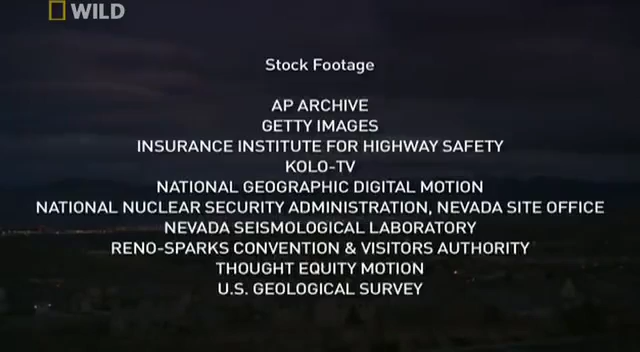 WILD
Stock Footage
AP ARCHIVE
GETTY IMAGES
INSURANCE INSTITUTE FOR HIGHWAY SAFETY
KOLO-TV
NATIONAL GEOGRAPHIC DIGITAL MOTION
NATIONAL NUCLEAR SECURITY ADMINISTRATION, NEVADA SITE OFFICE
NEVADA SEISMOLOGICAL LABORATORY
RENO-SPARKS CONVENTION & VISITORS AUTHORITY
THOUGHT EQUITY MOTION
U.S. GEOLOGICAL SURVEY